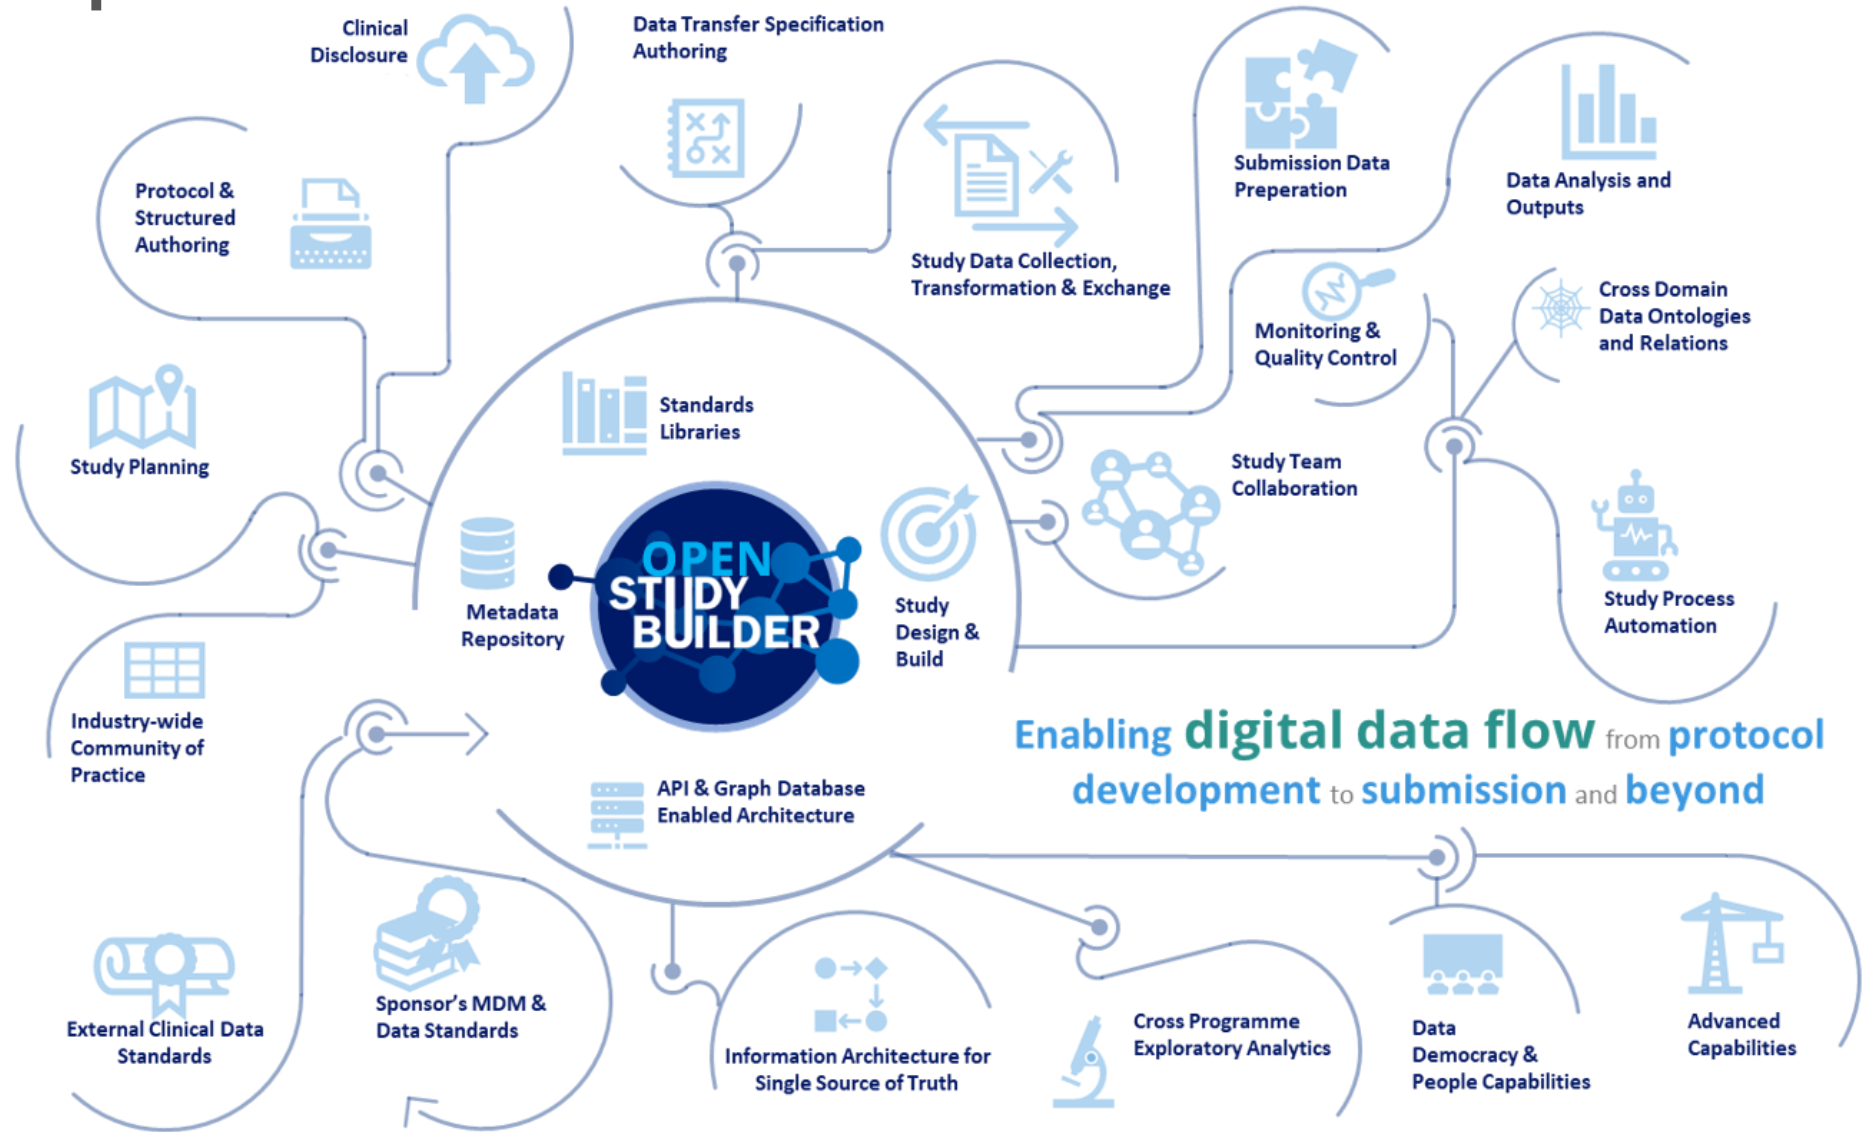 Clinical
Disclosure
Data Transfer Specification
Authoring
Protocol &
Structured
Authoring
Study Data Collection,
Transformation & Exchange
Submission Data
Preperation
Data Analysis and
Outputs
Monitoring &
Quality Control
Cross Domain
Data Ontologies
and Relations
Study Planning
Standards
Libraries
Study Team
Collaboration
Metadata
Repository
OPEN
STUDY
BUILDER
Study
Design &
Build
Study Process
Automation
Industry-wide
Community of
Practice
Enabling digital data flow from protocol
development to submission and beyond
API & Graph Database
Enabled Architecture
External Clinical Data
Standards
Sponsor's MDM &
Data Standards
Information Architecture for
Single Source of Truth
Cross Programme
Exploratory Analytics
Data
Democracy &
People Capabilities
Advanced
Capabilities